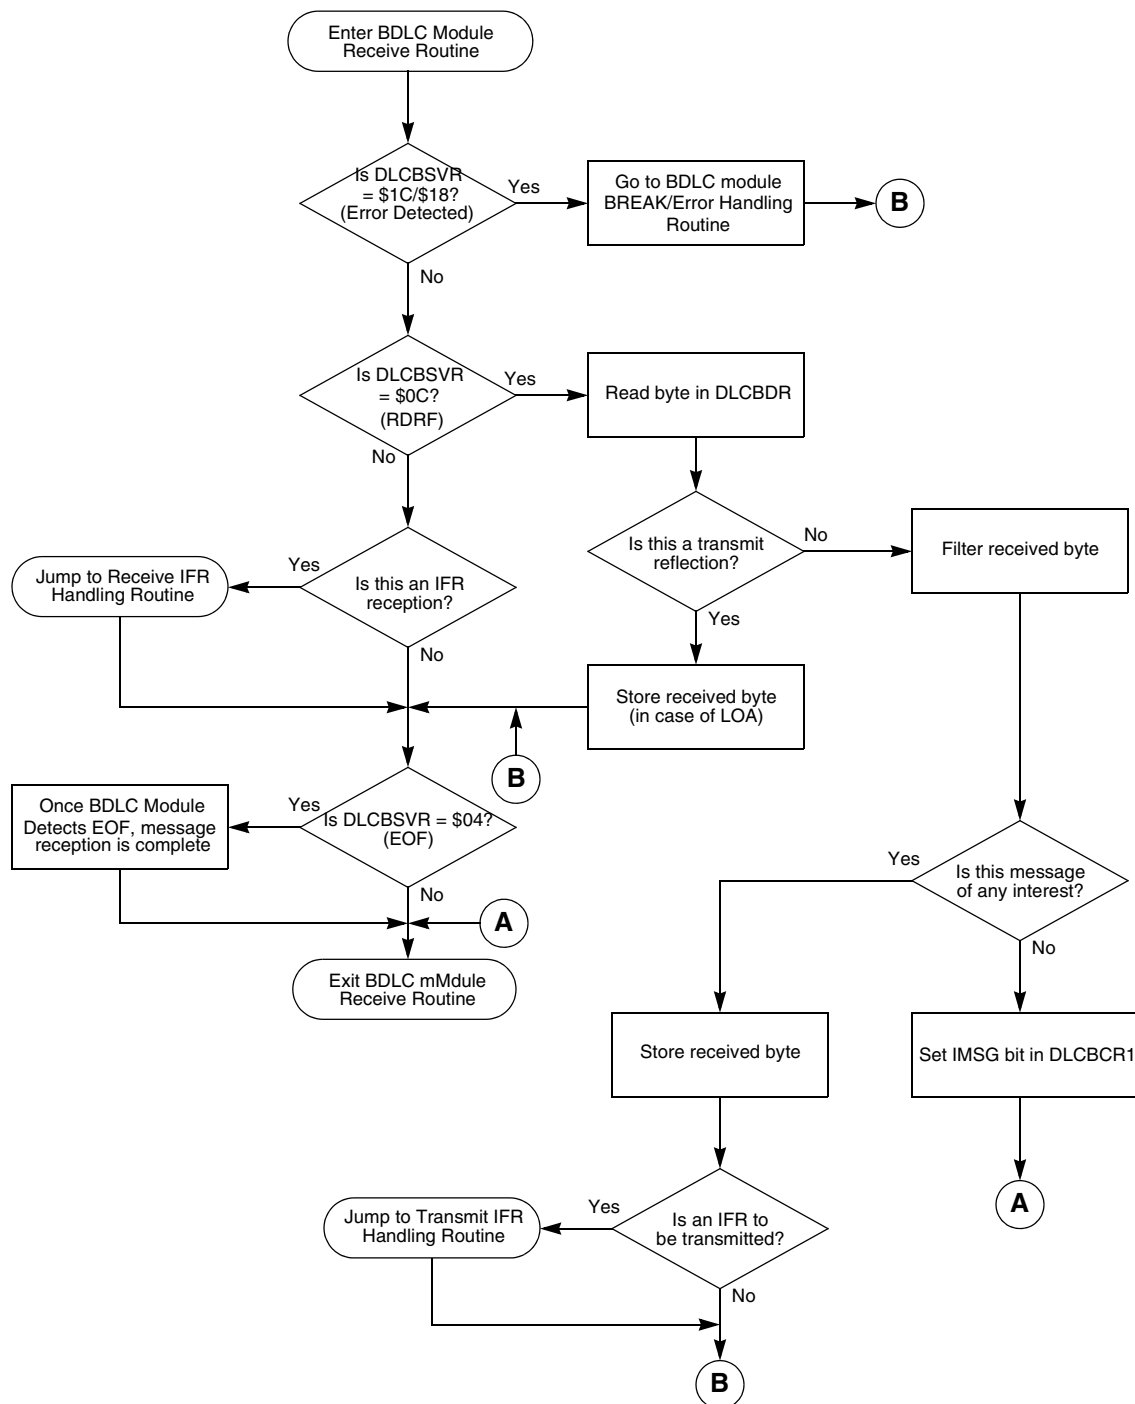 Enter BDLC Module
Receive Routine
Is DLCBSVR
= $1C/$18?
(Error Detected)
Yes
Go to BDLC module
BREAK/Error Handling
Routine
B
No
Is DLCBSVR
= $0C?
(RDRF)
Yes
Read byte in DLCBDR
No
Is this a transmit
reflection?
No
Filter received byte
Jump to Receive IFR
Handling Routine
Yes
Is this an IFR
reception?
Yes
No
Store received byte
(in case of LOA)
B
Once BDLC Module
Detects EOF, message
reception is complete
Yes
Is DLCBSVR = $04?
(EOF)
No
A
Yes
Is this message
of any interest?
No
Exit BDLC mMdule
Receive Routine
Store received byte
Set IMSG bit in DLCBCR1
Jump to Transmit IFR
Handling Routine
Yes
Is an IFR to
be transmitted?
A
No
B